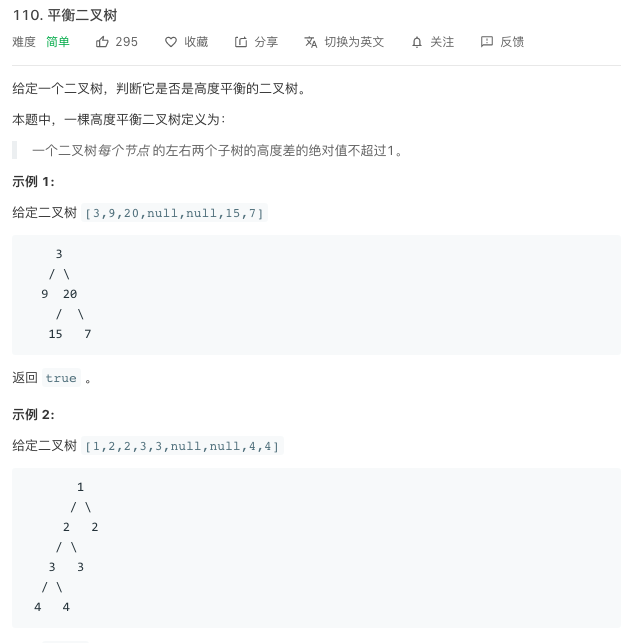 110. 平衡二叉树
难度 简单 295 收藏 分享 切换为英文 关注 反馈
给定一个二叉树，判断它是否是高度平衡的二叉树。
本题中，一棵高度平衡二叉树定义为：
一个二叉树每个节点 的左右两个子树的高度差的绝对值不超过1。
示例 1:
给定二叉树 [3,9,20,null,null,15,7]
3
/ \
9 20
/ \
15 7
返回 true 。
示例 2:
给定二叉树 [1,2,2,3,3,null,null,4,4]
1
/ \
2 2
/ \
3 3
/ \
4 4